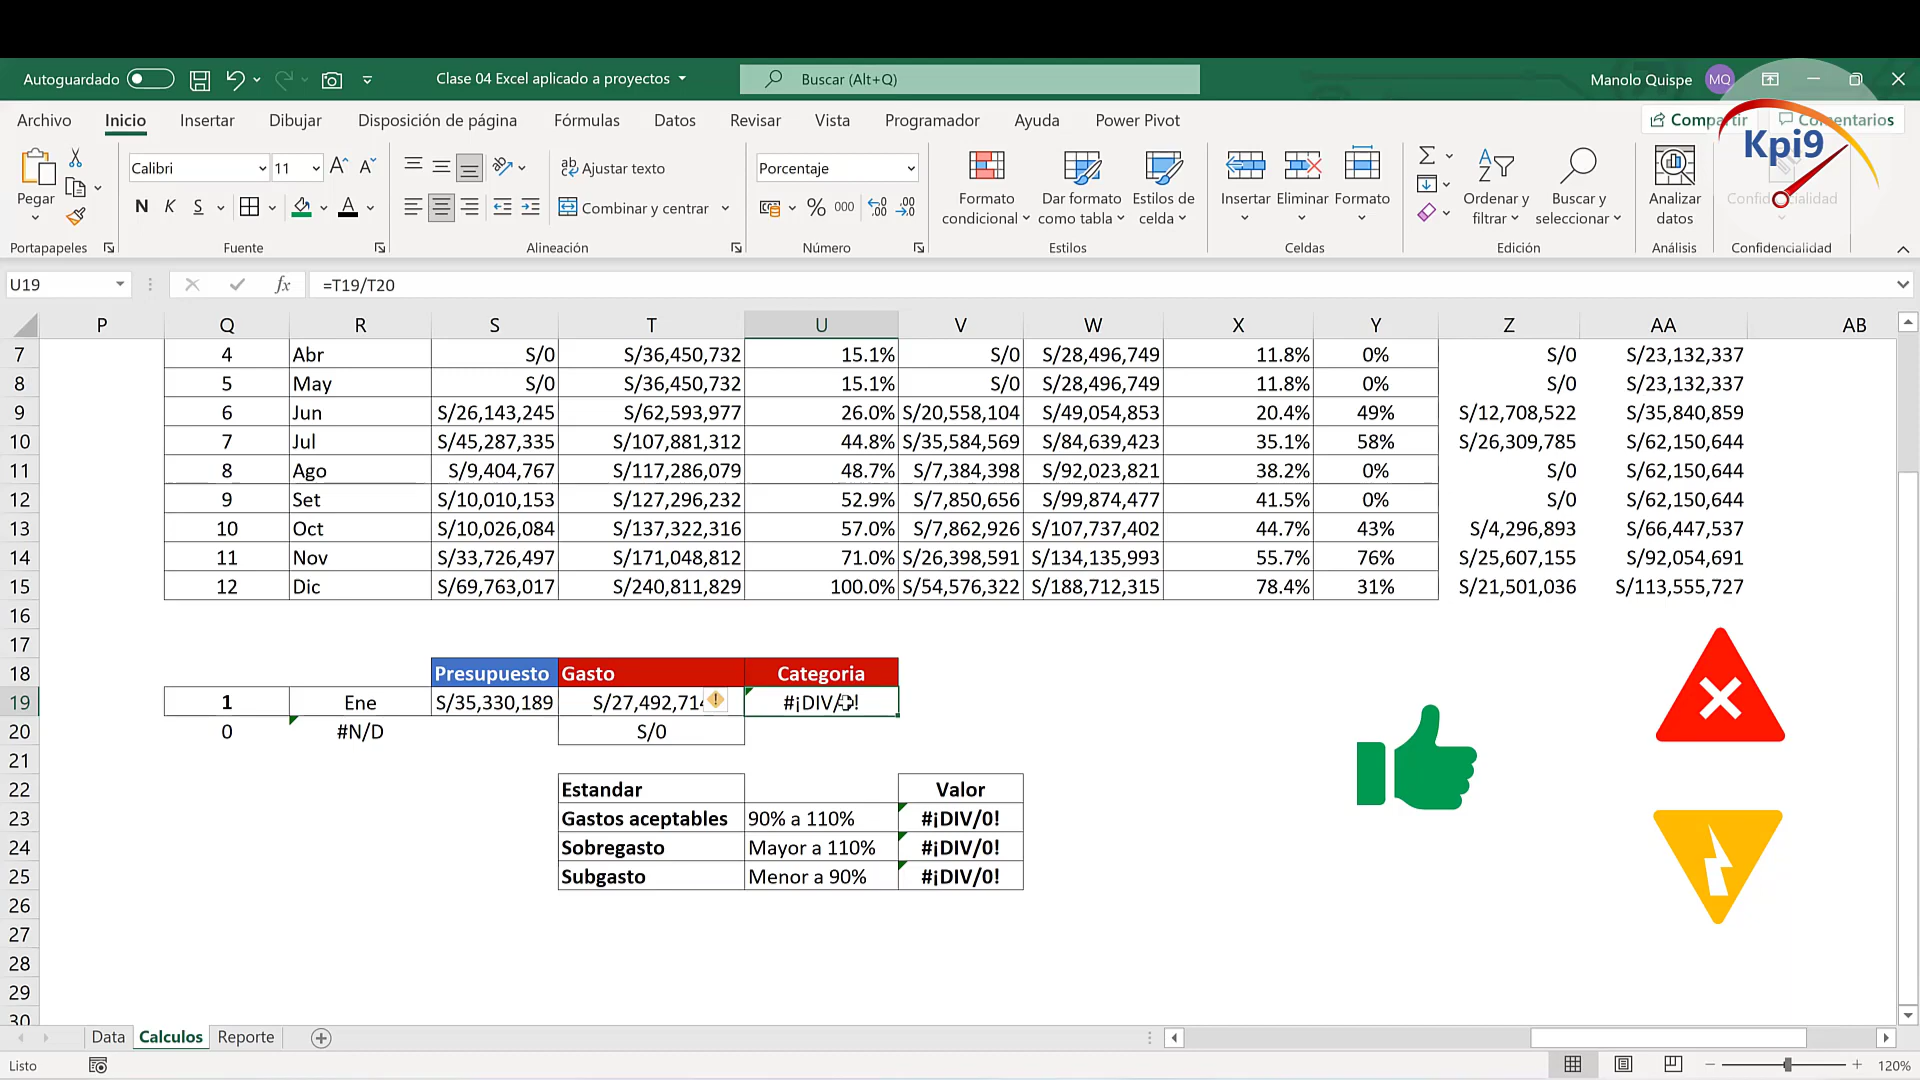 Autoguardado Clase 04 Excel aplicado a proyectos Buscar (Alt+Q) Manolo Quispe MQ
Archivo Inicio Insertar Dibujar Disposición de página Fórmulas Datos Revisar Vista Programador Ayuda Power Pivot Compartir Comentarios
Kpi9
Pegar
Portapapeles
Calibri 11
N K S A
Fuente
Ajustar texto
Combinar y centrar
Alineación
Porcentaje
% 000
Número
Formato condicional
Dar formato como tabla
Estilos de celda
Estilos
Insertar Eliminar Formato
Celdas
Ordenar y filtrar
Buscar y seleccionar
Edición
Analizar datos
Análisis
Confidencialidad
Confidencialidad
U19 fx =T19/T20
P Q R S T U V W X Y Z AA AB
7 4 Abr S/0 S/36,450,732 15.1% S/0 S/28,496,749 11.8% 0% S/0 S/23,132,337
8 5 May S/0 S/36,450,732 15.1% S/0 S/28,496,749 11.8% 0% S/0 S/23,132,337
9 6 Jun S/26,143,245 S/62,593,977 26.0% S/20,558,104 S/49,054,853 20.4% 49% S/12,708,522 S/35,840,859
10 7 Jul S/45,287,335 S/107,881,312 44.8% S/35,584,569 S/84,639,423 35.1% 58% S/26,309,785 S/62,150,644
11 8 Ago S/9,404,767 S/117,286,079 48.7% S/7,384,398 S/92,023,821 38.2% 0% S/0 S/62,150,644
12 9 Set S/10,010,153 S/127,296,232 52.9% S/7,850,656 S/99,874,477 41.5% 0% S/0 S/62,150,644
13 10 Oct S/10,026,084 S/137,322,316 57.0% S/7,862,926 S/107,737,402 44.7% 43% S/4,296,893 S/66,447,537
14 11 Nov S/33,726,497 S/171,048,812 71.0% S/26,398,591 S/134,135,993 55.7% 76% S/25,607,155 S/92,054,691
15 12 Dic S/69,763,017 S/240,811,829 100.0% S/54,576,322 S/188,712,315 78.4% 31% S/21,501,036 S/113,555,727
16
17
18 Presupuesto Gasto Categoria
19 1 Ene S/35,330,189 S/27,492,71 #¡DIV/0!
20 0 #N/D S/0
21
22 Estandar Valor
23 Gastos aceptables 90% a 110% #¡DIV/0!
24 Sobregasto Mayor a 110% #¡DIV/0!
25 Subgasto Menor a 90% #¡DIV/0!
26
27
28
29
30
Data Calculos Reporte
Listo 120%